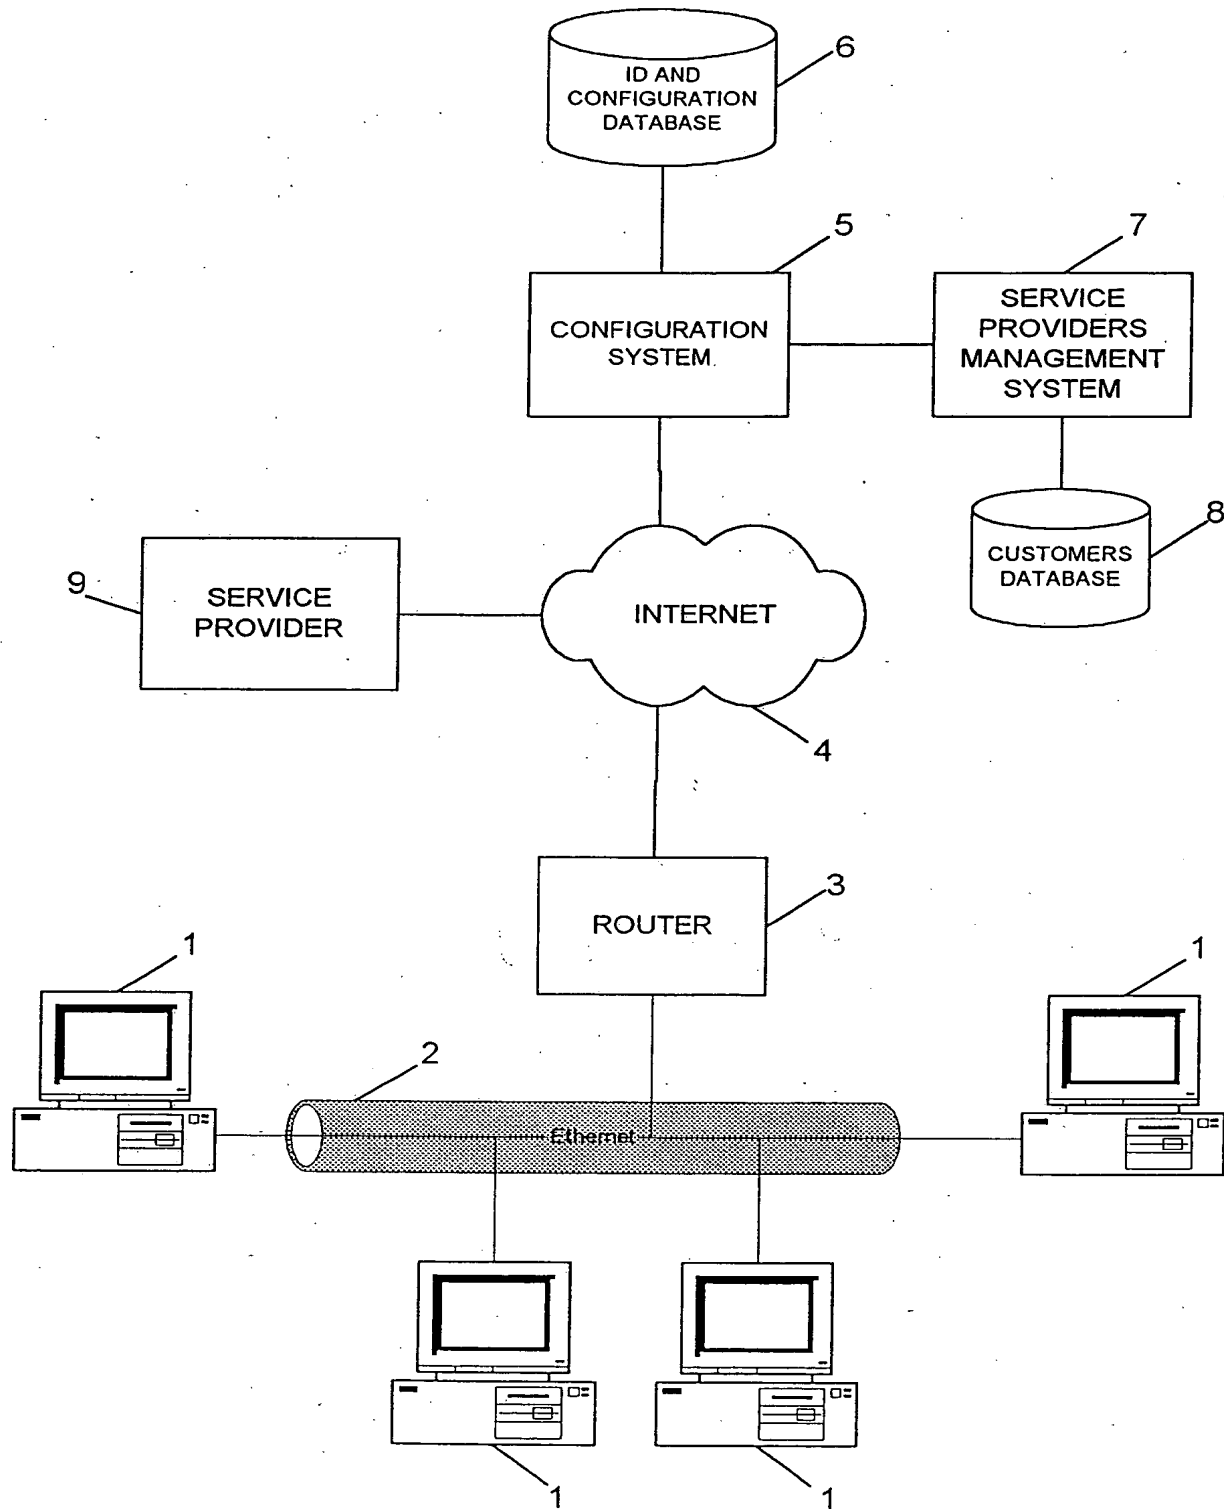 6
ID AND
CONFIGURATION
DATABASE
5
7
CONFIGURATION
SYSTEM
SERVICE
PROVIDERS
MANAGEMENT
SYSTEM
8
CUSTOMERS
DATABASE
9
SERVICE
PROVIDER
INTERNET
4
3
ROUTER
1
1
2
Ethernet
1
1